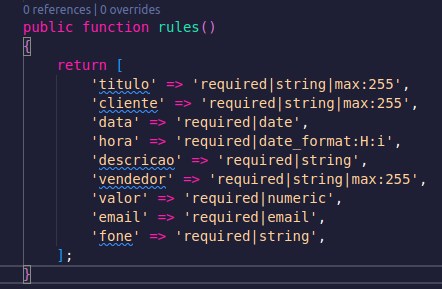 0 references | 0 overrides
public function rules()
{
    return [
        'titulo' => 'required|string|max:255',
        'cliente' => 'required|string|max:255',
        'data' => 'required|date',
        'hora' => 'required|date_format:H:i',
        'descricao' => 'required|string',
        'vendedor' => 'required|string|max:255',
        'valor' => 'required|numeric',
        'email' => 'required|email',
        'fone' => 'required|string',
    ];
}